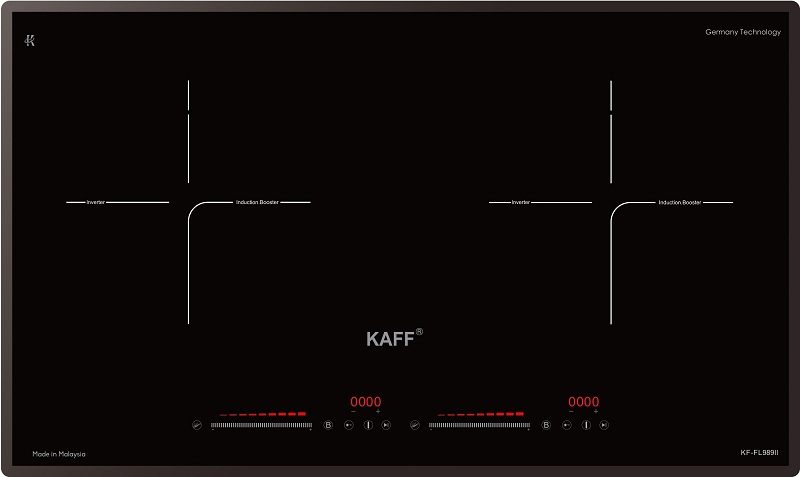 Germany Technology
Inverter
Induction.Booster
Inverter
Induction.Booster
KAFF®
0000
0000
- +
- +
B
B
Made in Malaysia
KF-FL989II